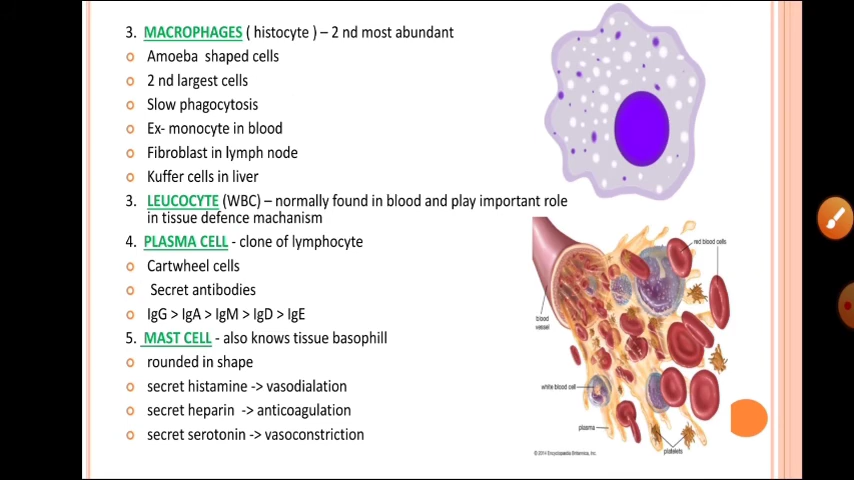 3. MACROPHAGES ( histocyte ) – 2 nd most abundant
o Amoeba shaped cells
o 2 nd largest cells
o Slow phagocytosis
o Ex- monocyte in blood
o Fibroblast in lymph node
o Kuffer cells in liver
3. LEUCOCYTE (WBC) – normally found in blood and play important role
in tissue defence machanism
4. PLASMA CELL - clone of lymphocyte
o Cartwheel cells
o Secret antibodies
o IgG > IgA > IgM > IgD > IgE
5. MAST CELL - also knows tissue basophill
o rounded in shape
o secret histamine -> vasodialation
o secret heparin -> anticoagulation
o secret serotonin -> vasoconstriction
red blood cells
blood
vessel
white blood cell
plasma
platelets
© 2014 Encyclopædia Britannica, Inc.